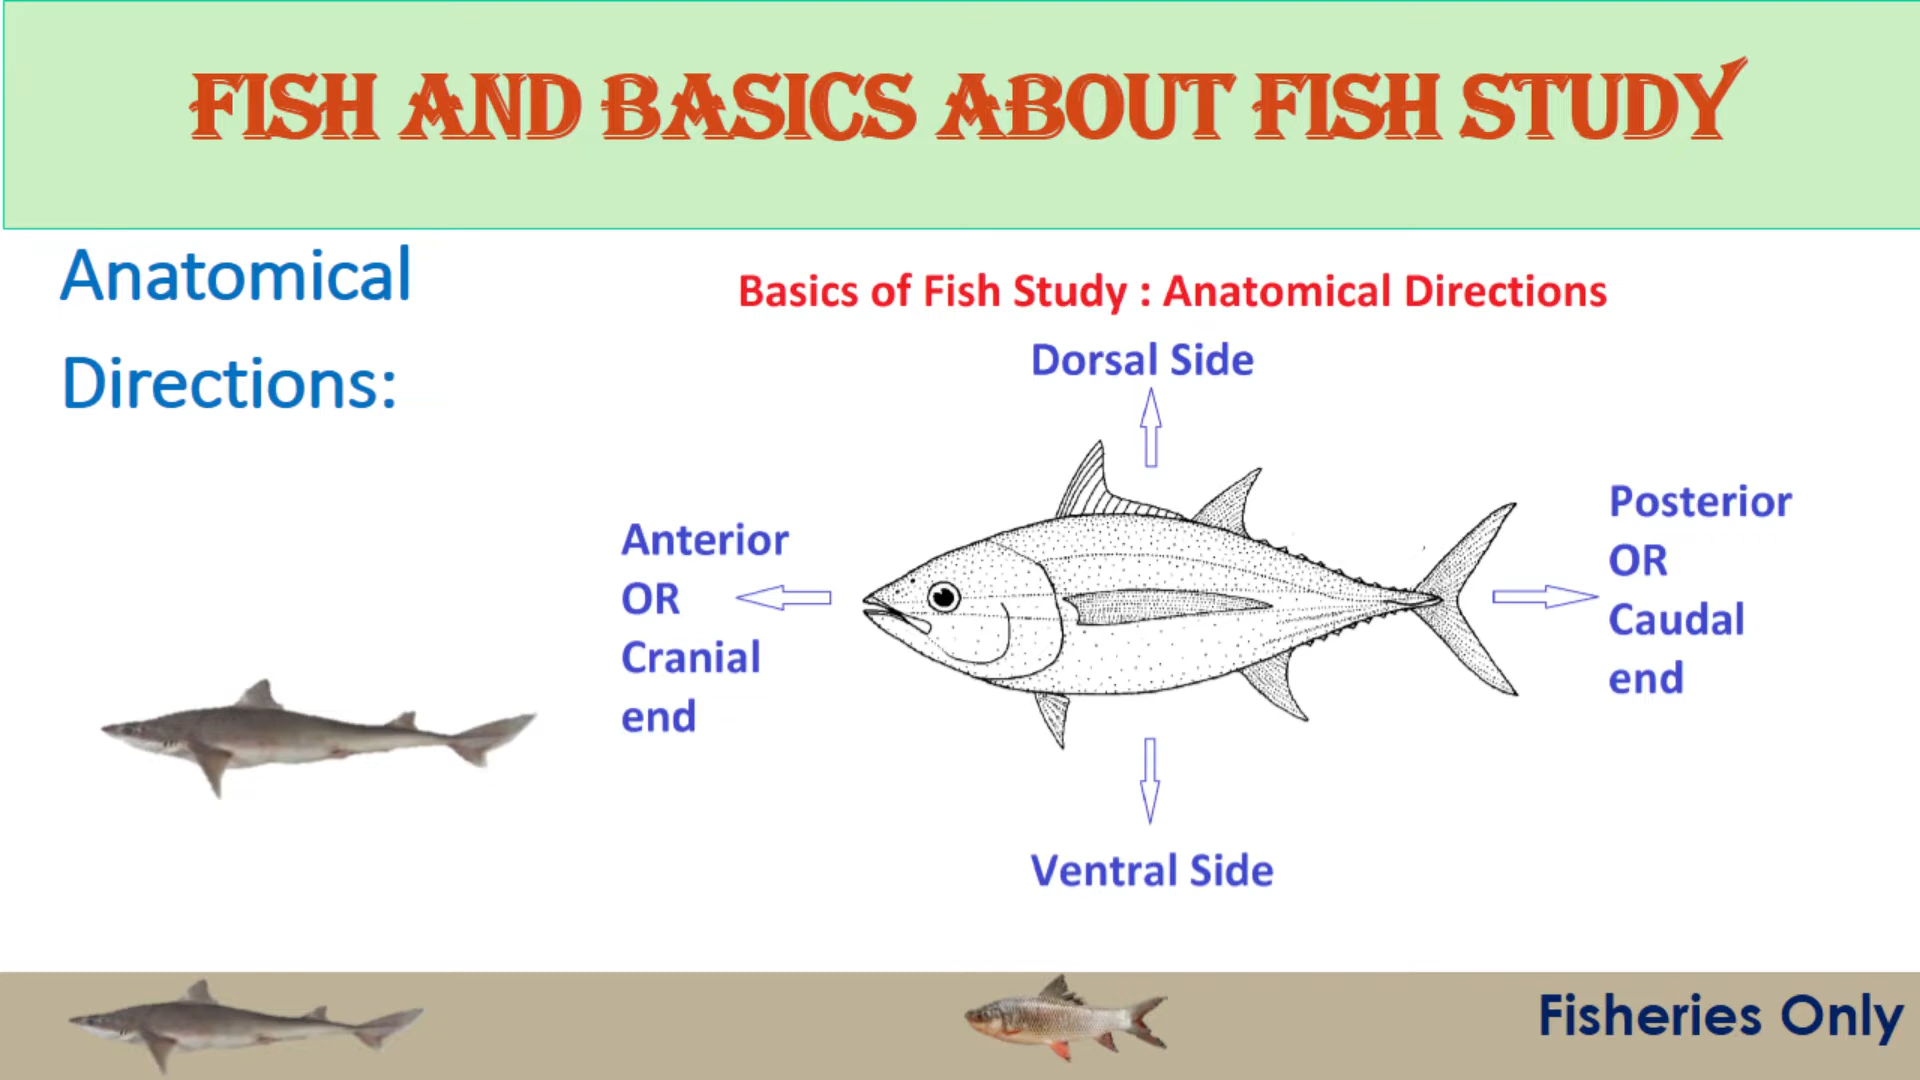 FISH AND BASICS ABOUT FISH STUDY
Anatomical
Directions:
Basics of Fish Study : Anatomical Directions
Dorsal Side
Anterior
OR
Cranial
end
Posterior
OR
Caudal
end
Ventral Side
Fisheries Only